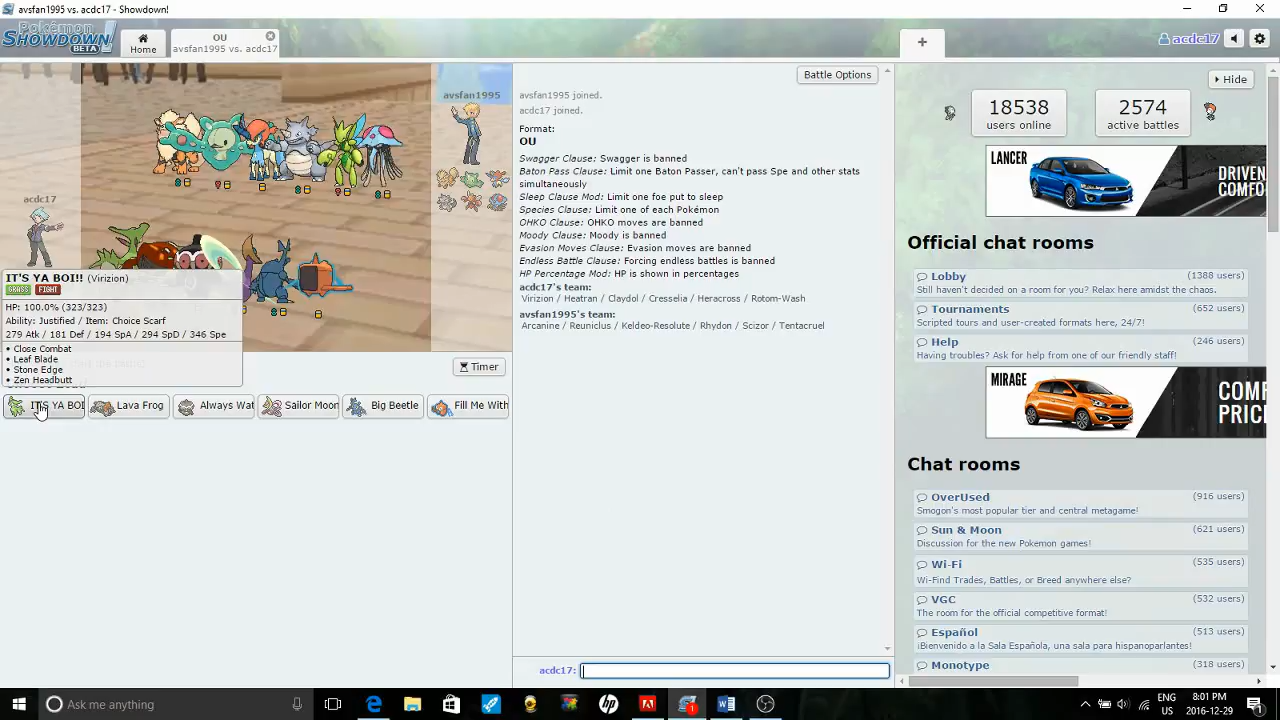 avsfan1995 vs. acdc17 - Showdown!
Pokémon Showdown! BETA
Home
OU
avsfan1995 vs. acdc17
+
acdc17
avsfan1995
acdc17
IT'S YA BOI!! (Virizion)
GRASS FIGHT
HP: 100.0% (323/323)
Ability: Justified / Item: Choice Scarf
279 Atk / 181 Def / 194 SpA / 294 SpD / 346 Spe
• Close Combat
• Leaf Blade
• Stone Edge
• Zen Headbutt
Timer
IT'S YA BOI
Lava Frog
Always Wat
Sailor Moon
Big Beetle
Fill Me With
Battle Options
avsfan1995 joined.
acdc17 joined.
Format:
OU
Swagger Clause: Swagger is banned
Baton Pass Clause: Limit one Baton Passer, can't pass Spe and other stats
simultaneously
Sleep Clause Mod: Limit one foe put to sleep
Species Clause: Limit one of each Pokémon
OHKO Clause: OHKO moves are banned
Moody Clause: Moody is banned
Evasion Moves Clause: Evasion moves are banned
Endless Battle Clause: Forcing endless battles is banned
HP Percentage Mod: HP is shown in percentages
acdc17's team:
Virizion / Heatran / Claydol / Cresselia / Heracross / Rotom-Wash
avsfan1995's team:
Arcanine / Reuniclus / Keldeo-Resolute / Rhydon / Scizor / Tentacruel
acdc17:
Hide
18538
users online
2574
active battles
LANCER
DRIVEN
COMFO
Official chat rooms
Lobby (1388 users)
Still haven't decided on a room for you? Relax here amidst the chaos.
Tournaments (652 users)
Scripted tours and user-created formats here, 24/7!
Help (246 users)
Having troubles? Ask for help from one of our friendly staff!
MIRAGE
COMP
PRICE
Chat rooms
OverUsed (916 users)
Smogon's most popular tier and central metagame!
Sun & Moon (621 users)
Discussion for the new Pokemon games!
Wi-Fi (535 users)
Wi-Find Trades, Battles, or Breed anywhere else?
VGC (532 users)
The room for the official competitive format!
Español (513 users)
¡Bienvenido a la Sala Española, una sala para hispanoparlantes!
Monotype (318 users)
Ask me anything
hp
ENG
US
8:01 PM
2016-12-29